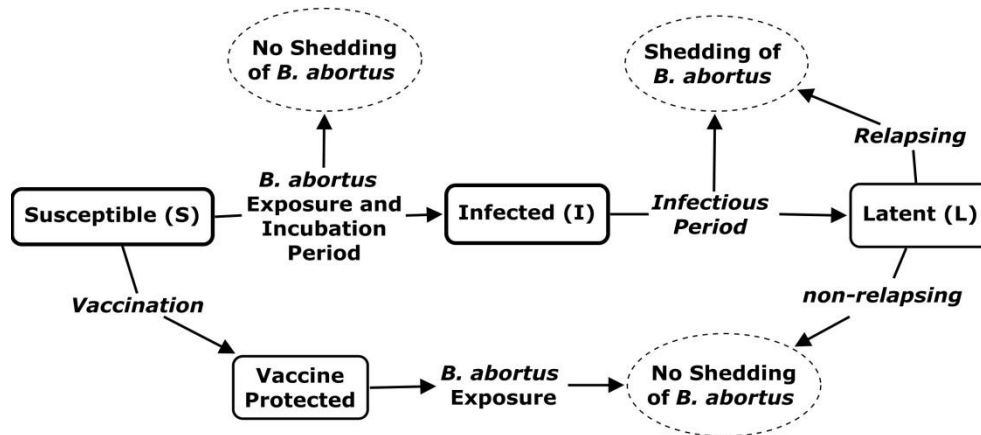 No Shedding
of B. abortus
Shedding of
B. abortus
Relapsing
Susceptible (S)
B. abortus
Exposure and
Incubation
Period
Infected (I)
Infectious
Period
Latent (L)
Vaccination
non-relapsing
Vaccine
Protected
B. abortus
Exposure
No Shedding
of B. abortus